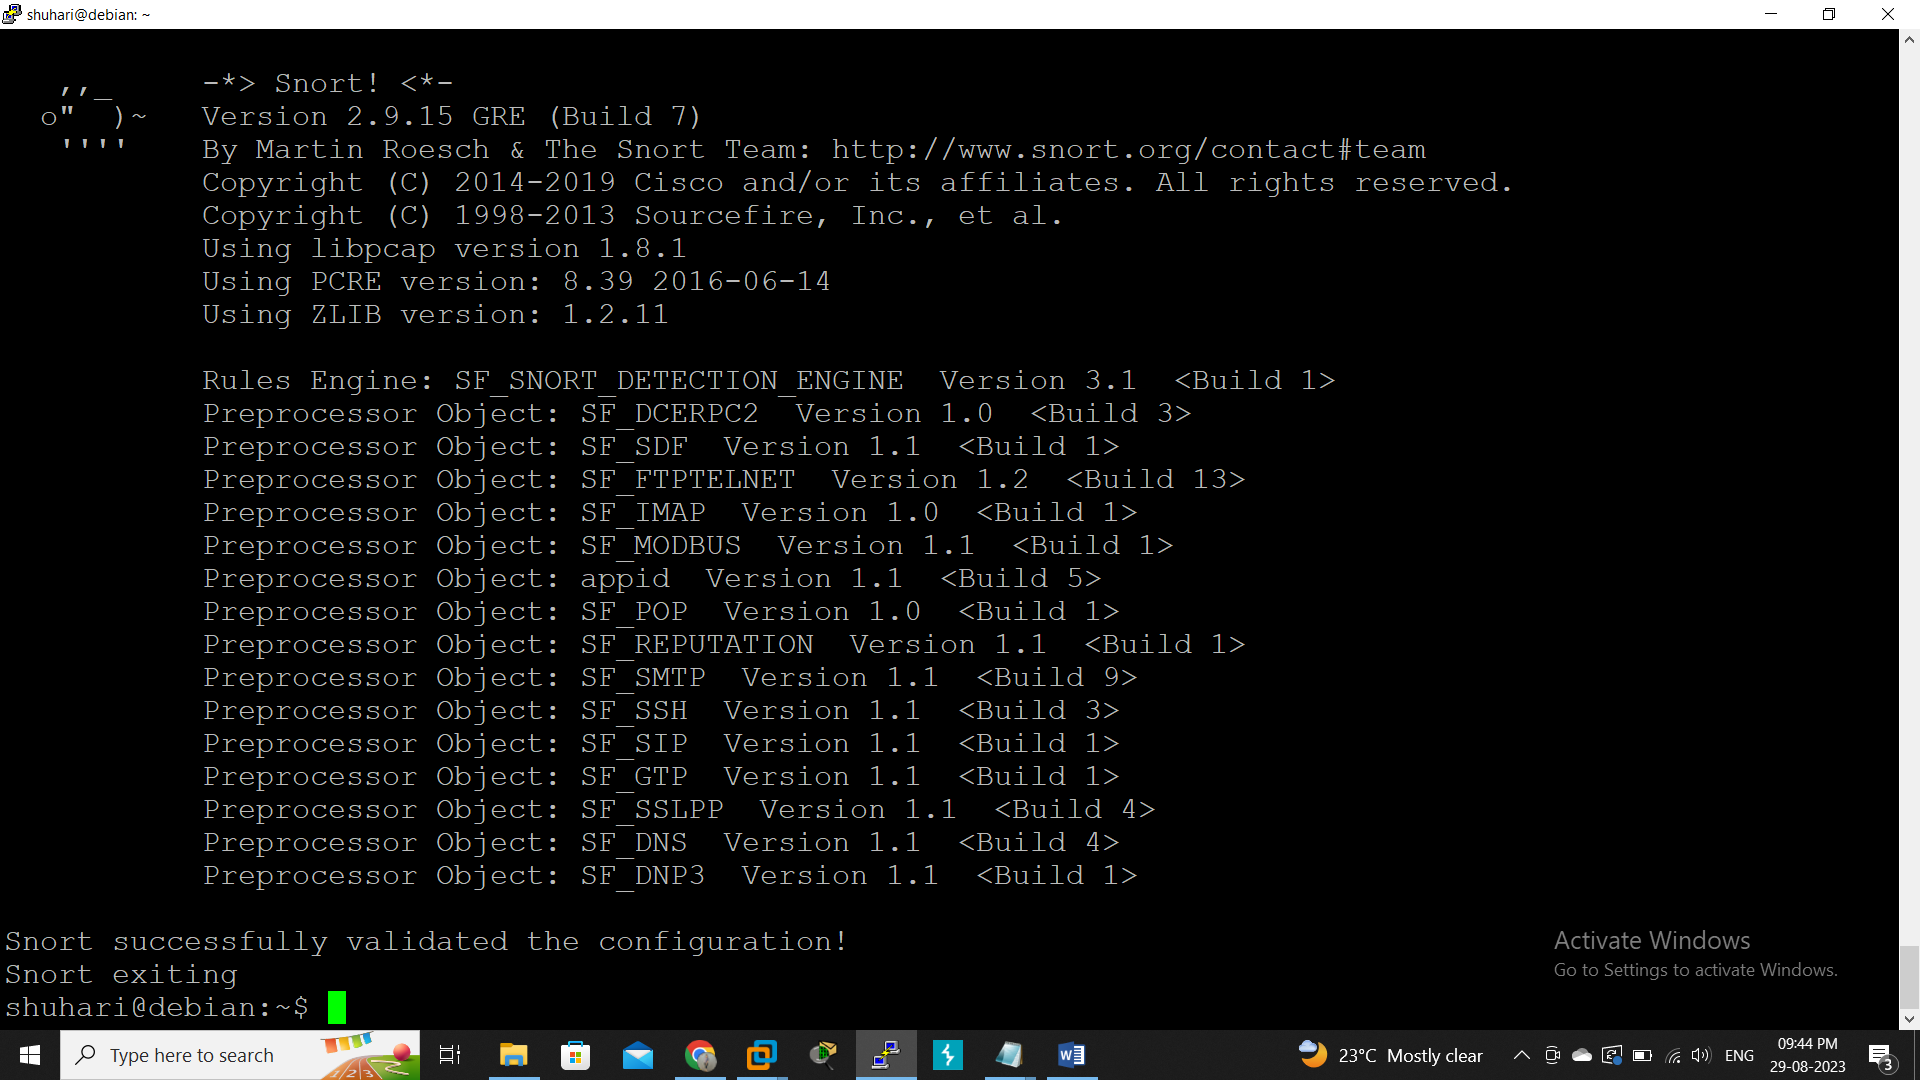 shuhari@debian: ~
,,_ -*> Snort! <*-
o" )~ Version 2.9.15 GRE (Build 7)
'''' By Martin Roesch & The Snort Team: http://www.snort.org/contact#team
Copyright (C) 2014-2019 Cisco and/or its affiliates. All rights reserved.
Copyright (C) 1998-2013 Sourcefire, Inc., et al.
Using libpcap version 1.8.1
Using PCRE version: 8.39 2016-06-14
Using ZLIB version: 1.2.11
Rules Engine: SF_SNORT_DETECTION_ENGINE Version 3.1 <Build 1>
Preprocessor Object: SF_DCERPC2 Version 1.0 <Build 3>
Preprocessor Object: SF_SDF Version 1.1 <Build 1>
Preprocessor Object: SF_FTPTELNET Version 1.2 <Build 13>
Preprocessor Object: SF_IMAP Version 1.0 <Build 1>
Preprocessor Object: SF_MODBUS Version 1.1 <Build 1>
Preprocessor Object: appid Version 1.1 <Build 5>
Preprocessor Object: SF_POP Version 1.0 <Build 1>
Preprocessor Object: SF_REPUTATION Version 1.1 <Build 1>
Preprocessor Object: SF_SMTP Version 1.1 <Build 9>
Preprocessor Object: SF_SSH Version 1.1 <Build 3>
Preprocessor Object: SF_SIP Version 1.1 <Build 1>
Preprocessor Object: SF_GTP Version 1.1 <Build 1>
Preprocessor Object: SF_SSLPP Version 1.1 <Build 4>
Preprocessor Object: SF_DNS Version 1.1 <Build 4>
Preprocessor Object: SF_DNP3 Version 1.1 <Build 1>
Snort successfully validated the configuration!
Snort exiting
shuhari@debian:~$
Activate Windows
Go to Settings to activate Windows.
Type here to search
1 2 3
23°C Mostly clear
ENG
09:44 PM
29-08-2023
3